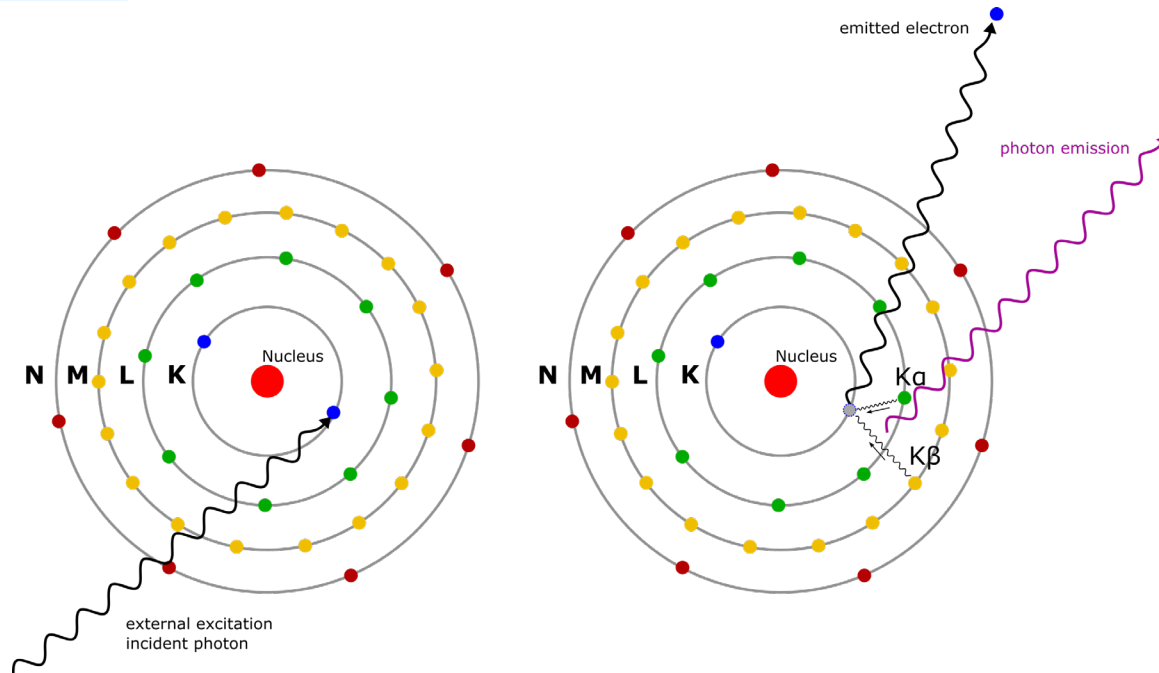 emitted electron
photon emission
Nucleus
N M L K
external excitation
incident photon
Nucleus
N M L K
Kα
Kβ